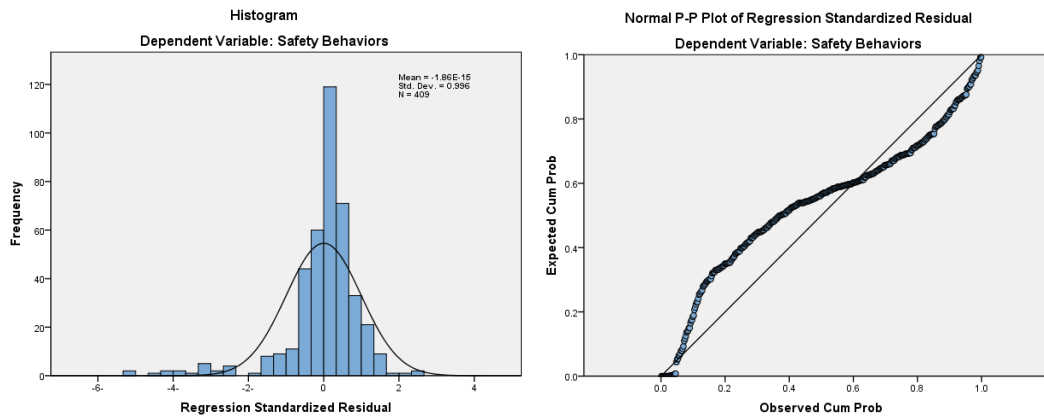 Histogram
Dependent Variable: Safety Behaviors
Mean = -1.86E-15
Std. Dev. = 0.996
N = 409
120
100
80
60
40
20
0
Frequency
-6-
-4
-2
0
2
4
Regression Standardized Residual
Normal P-P Plot of Regression Standardized Residual
Dependent Variable: Safety Behaviors
1.0
0.8
0.6
0.4
0.2
0.0
Expected Cum Prob
0.0
0.2
0.4
0.6
0.8
1.0
Observed Cum Prob